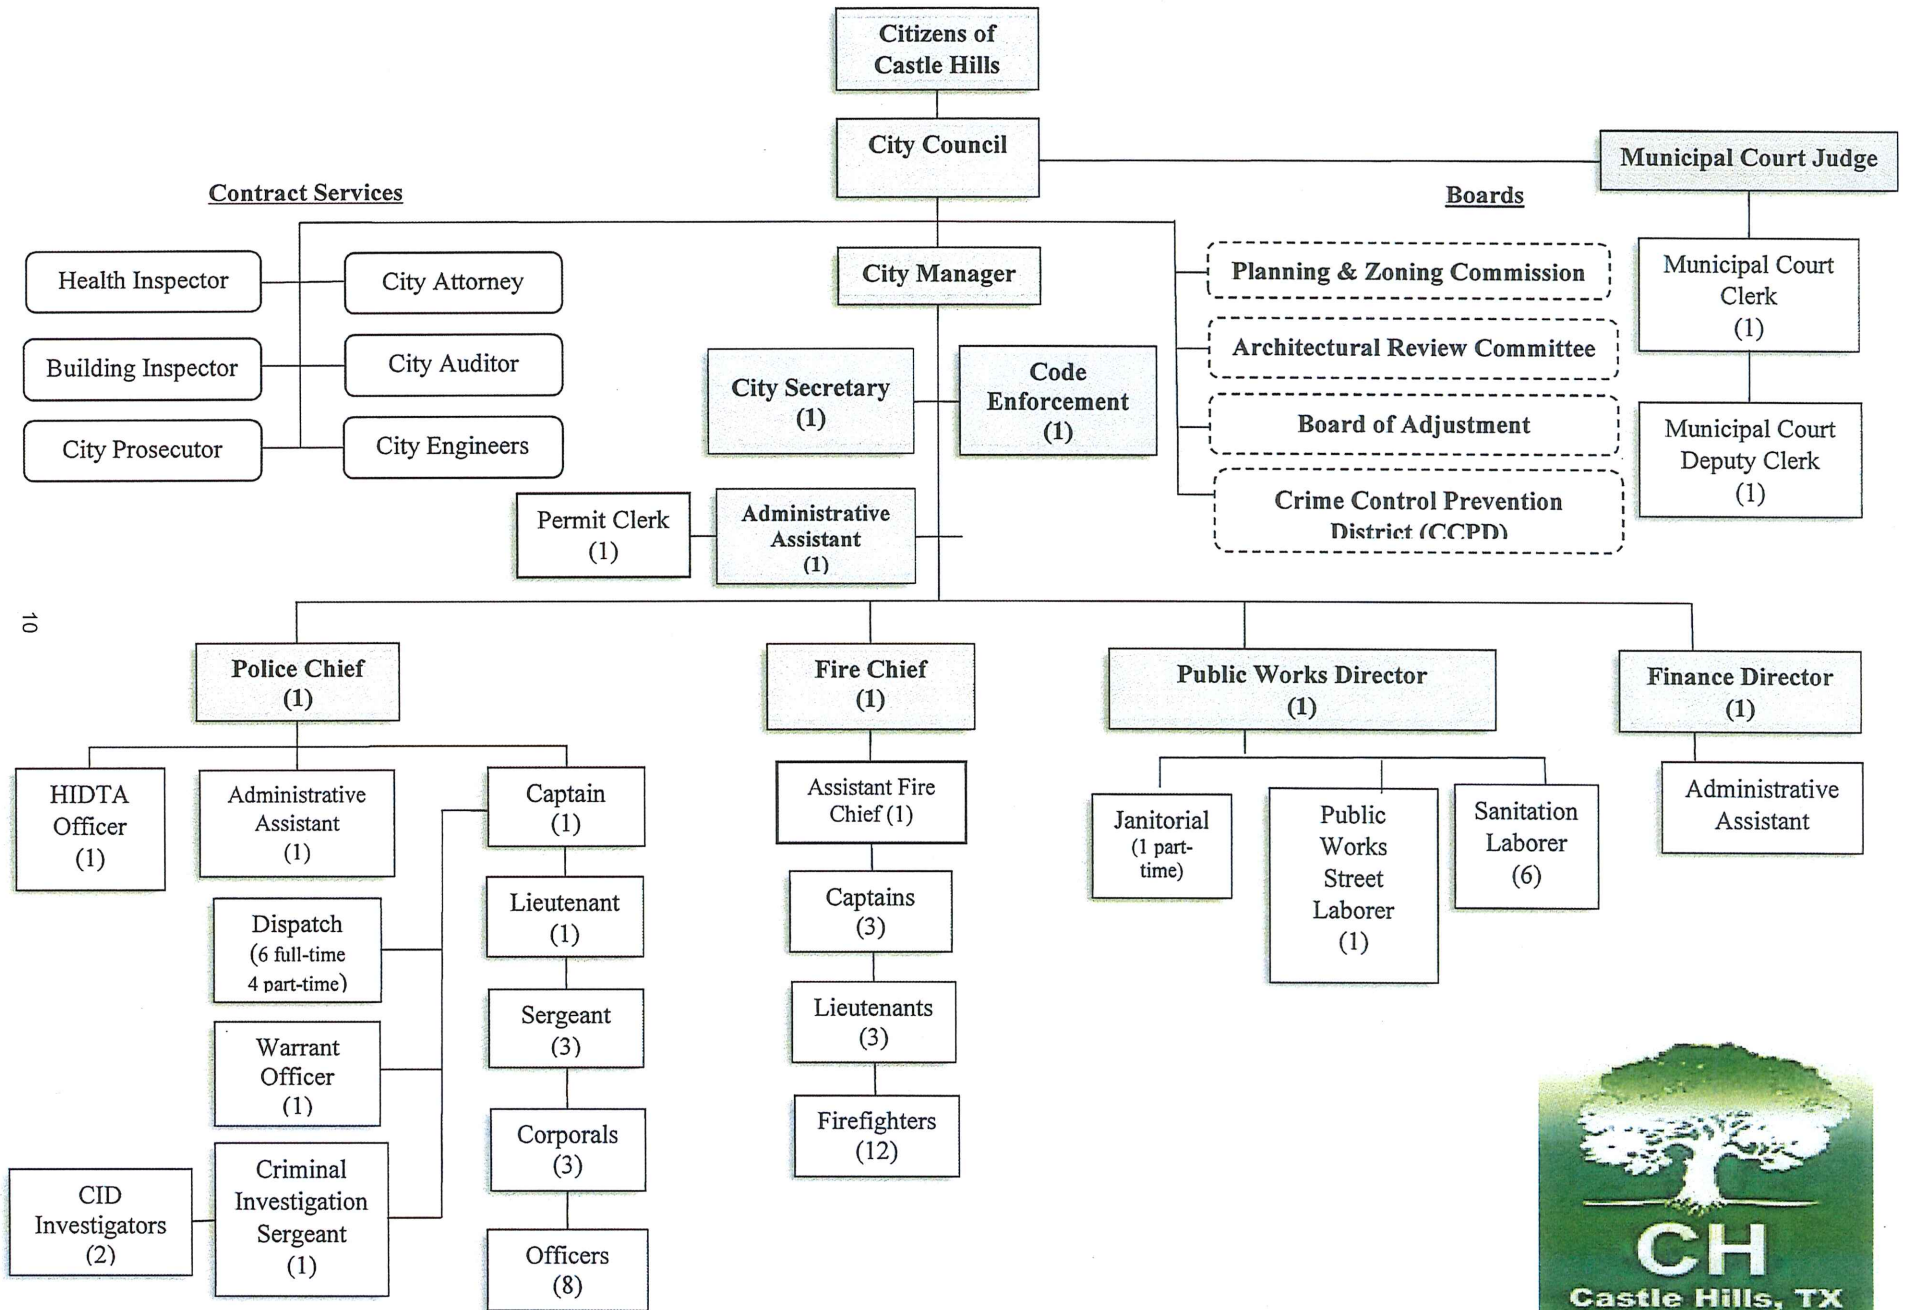 Citizens of
Castle Hills
City Council
Municipal Court Judge
Contract Services
Boards
Health Inspector
City Attorney
Building Inspector
City Auditor
City Prosecutor
City Engineers
City Manager
City Secretary
(1)
Code
Enforcement
(1)
Permit Clerk
(1)
Administrative
Assistant
(1)
Planning & Zoning Commission
Architectural Review Committee
Board of Adjustment
Crime Control Prevention
District (CCPD)
Municipal Court
Clerk
(1)
Municipal Court
Deputy Clerk
(1)
10
Police Chief
(1)
Fire Chief
(1)
Public Works Director
(1)
Finance Director
(1)
HIDTA
Officer
(1)
Administrative
Assistant
(1)
Captain
(1)
Dispatch
(6 full-time
4 part-time)
Warrant
Officer
(1)
Criminal
Investigation
Sergeant
(1)
CID
Investigators
(2)
Lieutenant
(1)
Sergeant
(3)
Corporals
(3)
Officers
(8)
Assistant Fire
Chief (1)
Captains
(3)
Lieutenants
(3)
Firefighters
(12)
Janitorial
(1 part-
time)
Public
Works
Street
Laborer
(1)
Sanitation
Laborer
(6)
Administrative
Assistant
CH
Castle Hills, TX